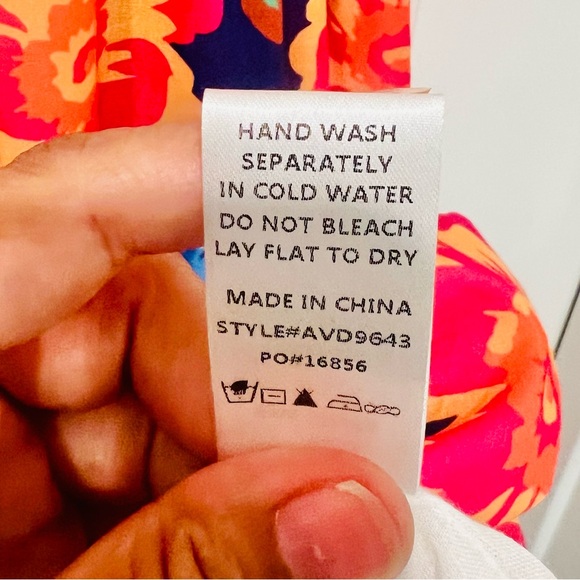 HAND WASH
SEPARATELY
IN COLD WATER
DO NOT BLEACH
LAY FLAT TO DRY
MADE IN CHINA
STYLE#AVD9643
PO#16856